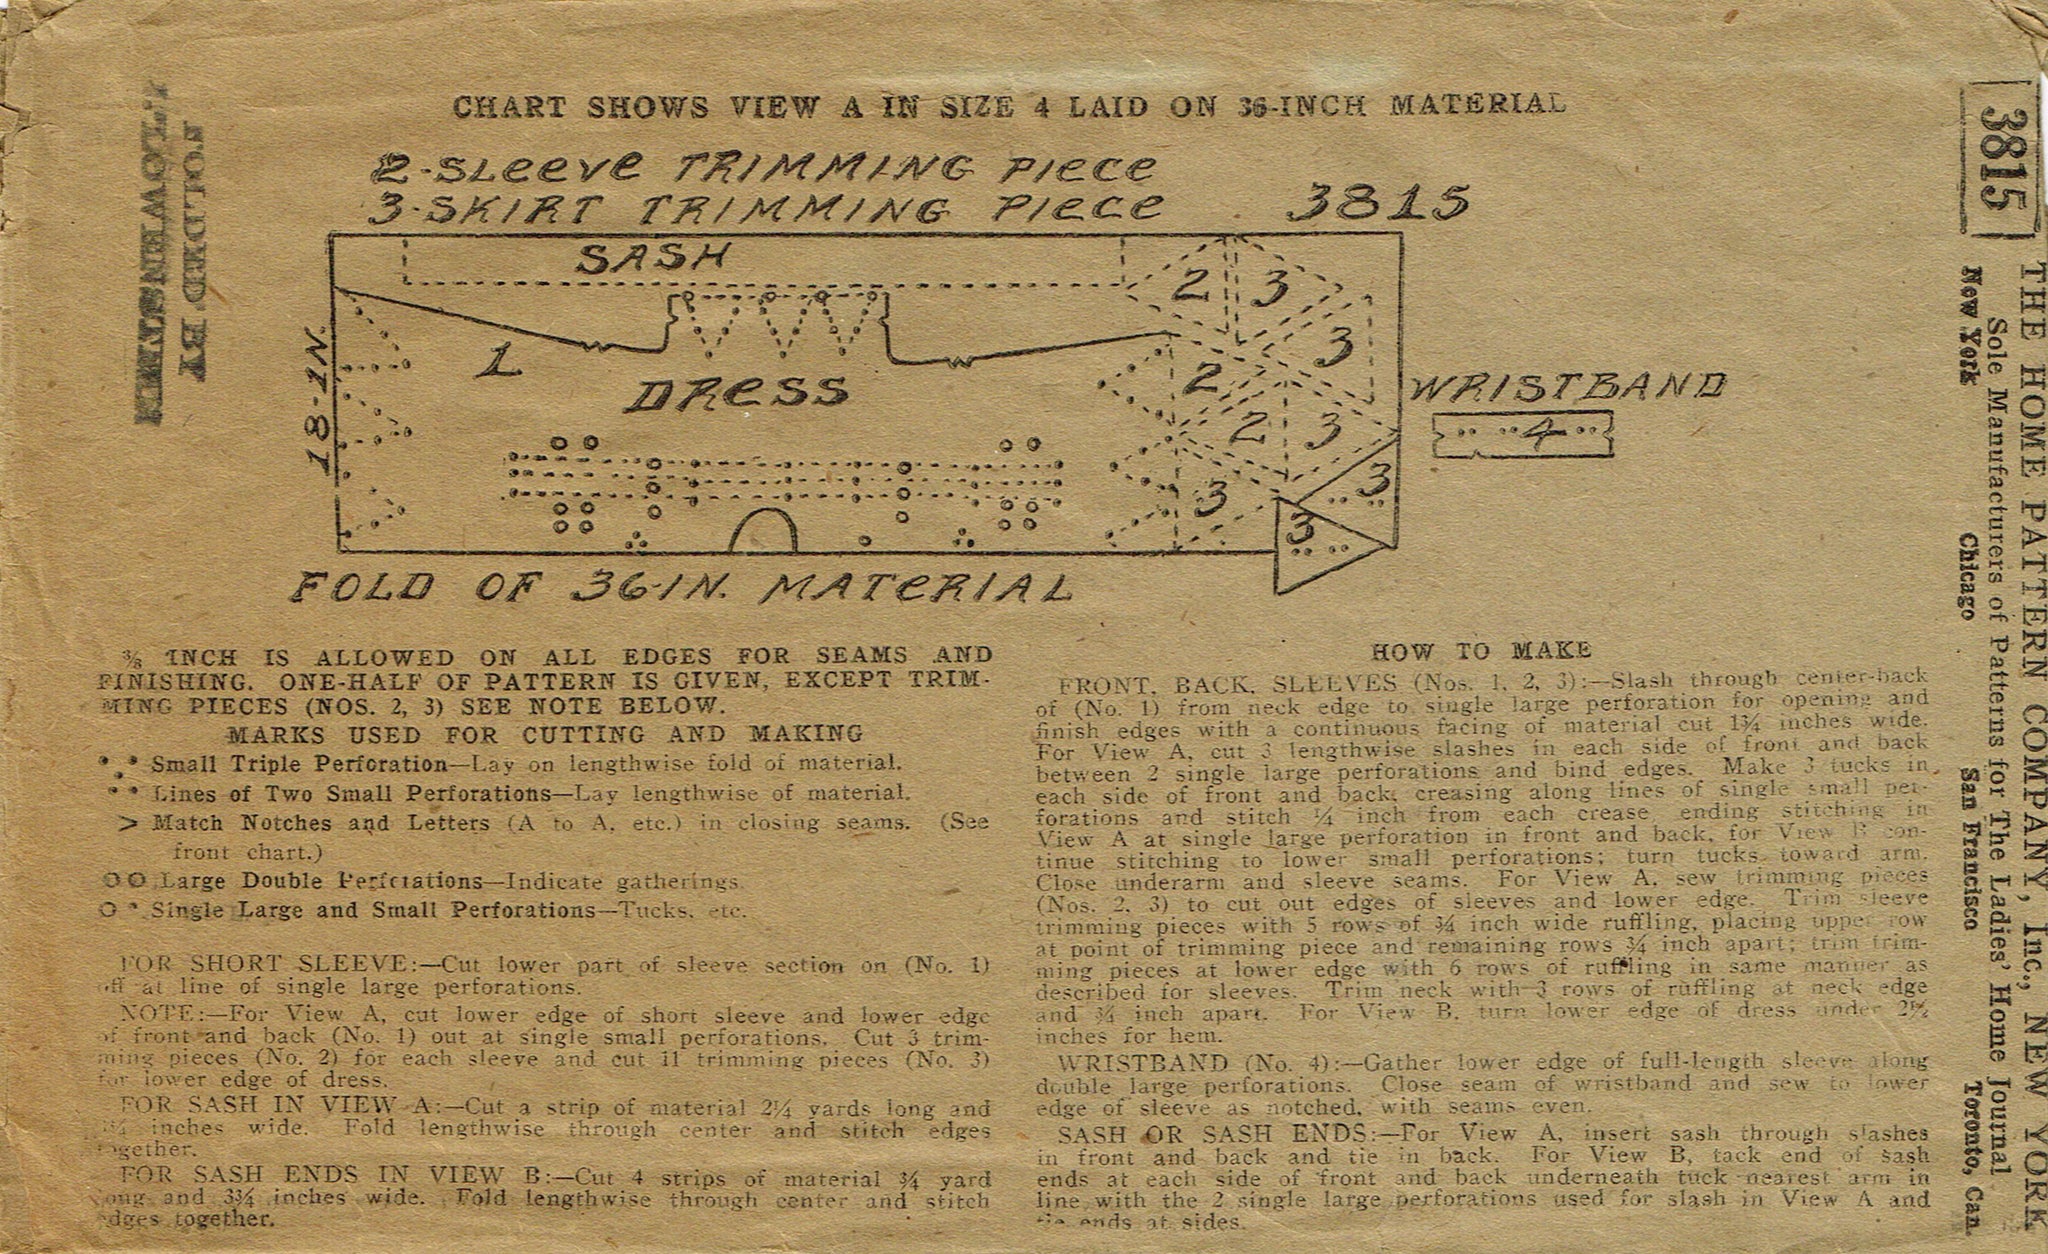 CHART SHOWS VIEW A IN SIZE 4 LAID ON 36-INCH MATERIAL
2-SLEEVE TRIMMING PIECE
3-SKIRT TRIMMING PIECE 3815
SASH
2 3
3
1
2
DRESS
18-IN.
WRISTBAND
2 3
4
3
3
3
FOLD OF 36-IN. MATERIAL
⅜ INCH IS ALLOWED ON ALL EDGES FOR SEAMS AND
FINISHING. ONE-HALF OF PATTERN IS GIVEN, EXCEPT TRIM-
MING PIECES (NOS. 2, 3) SEE NOTE BELOW.
MARKS USED FOR CUTTING AND MAKING
Small Triple Perforation—Lay on lengthwise fold of material.
Lines of Two Small Perforations—Lay lengthwise of material.
> Match Notches and Letters (A to A, etc.) in closing seams. (See
front chart.)
Large Double Perforations—Indicate gatherings.
Single Large and Small Perforations—Tucks, etc.
FOR SHORT SLEEVE:—Cut lower part of sleeve section on (No. 1)
off at line of single large perforations.
NOTE:—For View A, cut lower edge of short sleeve and lower edge
of front and back (No. 1) out at single small perforations. Cut 3 trim-
ming pieces (No. 2) for each sleeve and cut 11 trimming pieces (No. 3)
for lower edge of dress.
FOR SASH IN VIEW A:—Cut a strip of material 2¼ yards long and
inches wide. Fold lengthwise through center and stitch edges
together.
FOR SASH ENDS IN VIEW B:—Cut 4 strips of material ¾ yard
long and 3¾ inches wide. Fold lengthwise through center and stitch
edges together.
HOW TO MAKE
FRONT, BACK, SLEEVES (Nos. 1, 2, 3):—Slash through center-back
of (No. 1) from neck edge to single large perforation for opening and
finish edges with a continuous facing of material cut 1¾ inches wide.
For View A, cut 3 lengthwise slashes in each side of front and back
between 2 single large perforations and bind edges. Make 3 tucks in
each side of front and back, creasing along lines of single small per-
forations and stitch ¼ inch from each crease, ending stitching in
View A at single large perforation in front and back, for View B con-
tinue stitching to lower small perforations; turn tucks toward arm.
Close underarm and sleeve seams. For View A, sew trimming pieces
(Nos. 2, 3) to cut out edges of sleeves and lower edge. Trim sleeve
trimming pieces with 5 rows of ¾ inch wide ruffling, placing upper row
at point of trimming piece and remaining rows ¾ inch apart; trim trim-
ming pieces at lower edge with 6 rows of ruffling in same manner as
described for sleeves. Trim neck with 3 rows of ruffling at neck edge
and ¾ inch apart. For View B, turn lower edge of dress under 2½
inches for hem.
WRISTBAND (No. 4):—Gather lower edge of full-length sleeve along
double large perforations. Close seam of wristband and sew to lower
edge of sleeve as notched, with seams even.
SASH OR SASH ENDS:—For View A, insert sash through slashes
in front and back and tie in back. For View B, tack end of sash
ends at each side of front and back underneath tuck nearest arm in
line with the 2 single large perforations used for slash in View A and
tie ends at sides.
3815
THE HOME PATTERN COMPANY, Inc., NEW YORK
Sole Manufacturers of Patterns for The Ladies' Home Journal
New York Chicago San Francisco Toronto, Can.
FOLDED BY